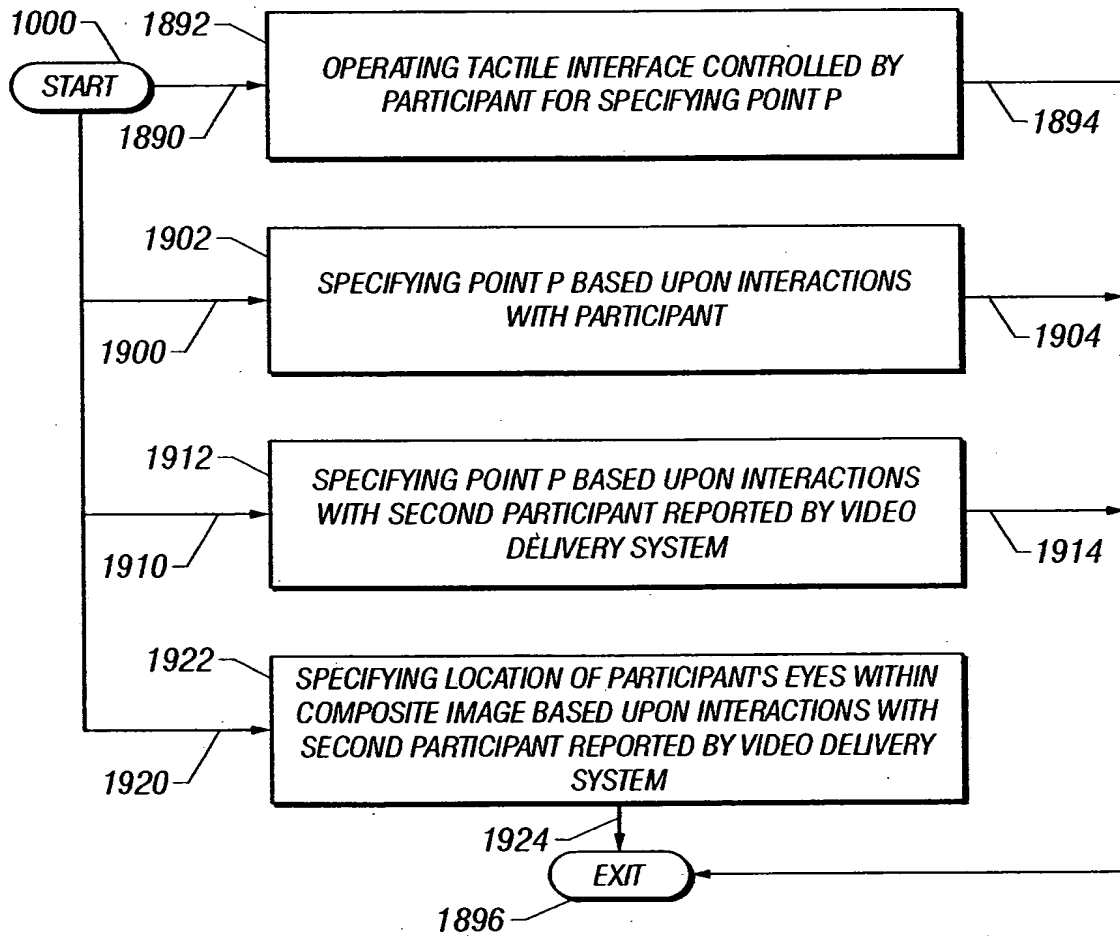 1000
START
1890
1892
OPERATING TACTILE INTERFACE CONTROLLED BY
PARTICIPANT FOR SPECIFYING POINT P
1894
1902
SPECIFYING POINT P BASED UPON INTERACTIONS
WITH PARTICIPANT
1900
1904
1912
SPECIFYING POINT P BASED UPON INTERACTIONS
WITH SECOND PARTICIPANT REPORTED BY VIDEO
DELIVERY SYSTEM
1910
1914
1922
SPECIFYING LOCATION OF PARTICIPANT'S EYES WITHIN
COMPOSITE IMAGE BASED UPON INTERACTIONS WITH
SECOND PARTICIPANT REPORTED BY VIDEO DELIVERY
SYSTEM
1920
1924
EXIT
1896